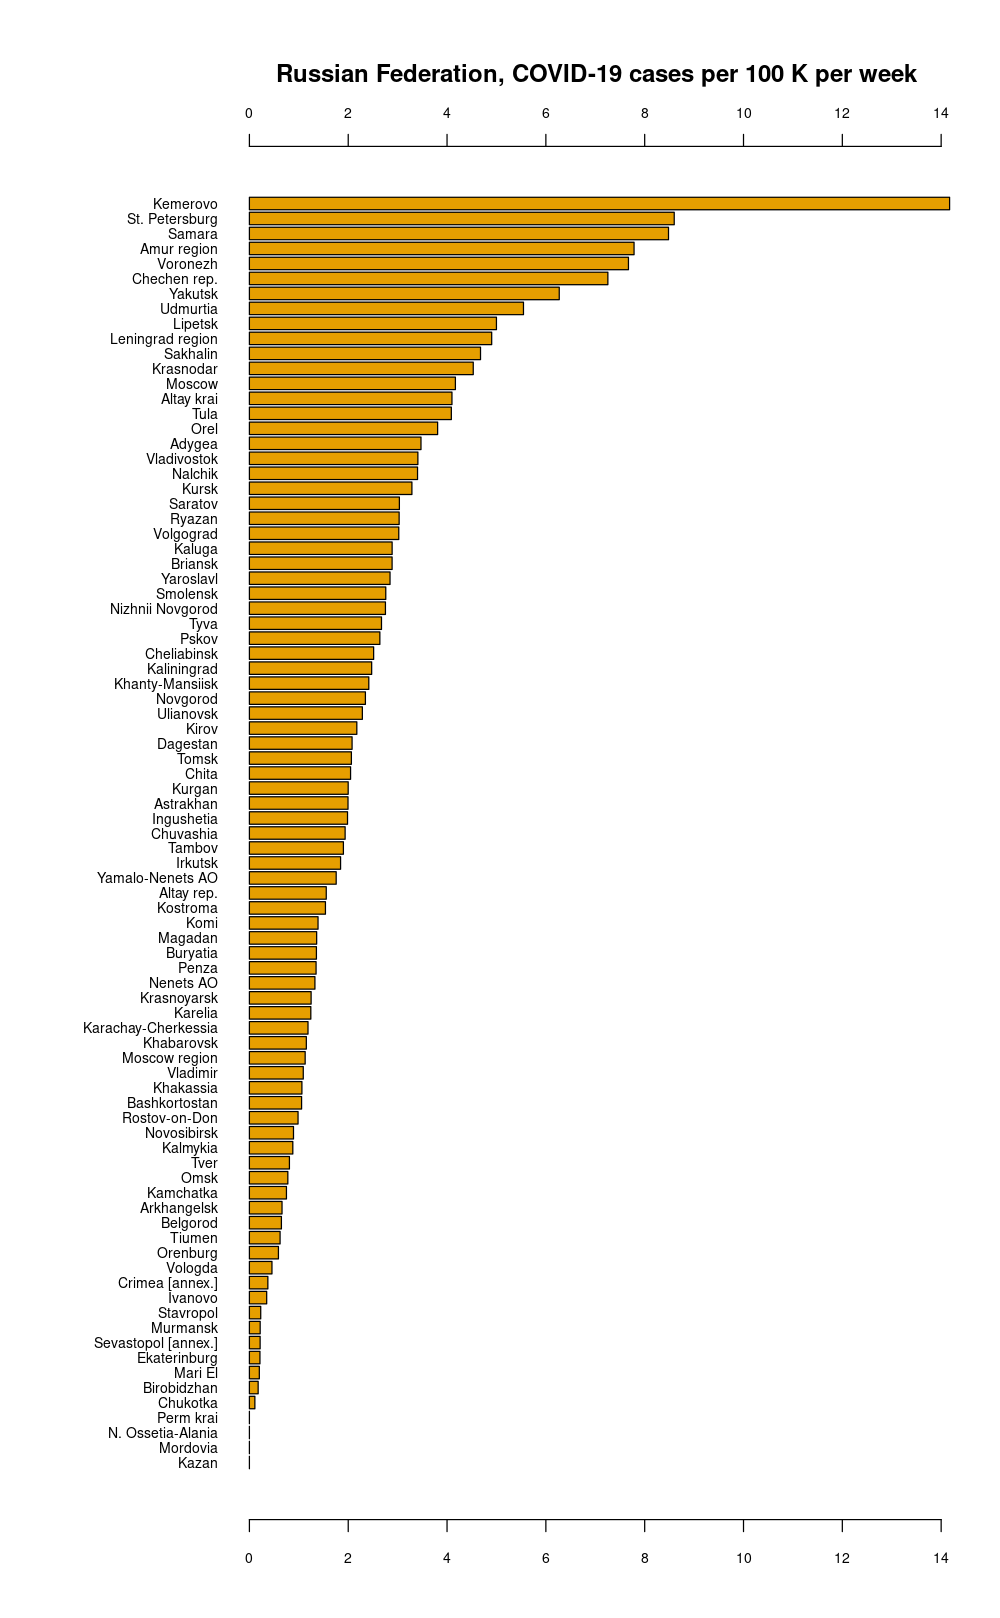 Russian Federation, COVID-19 cases per 100 K per week
0 2 4 6 8 10 12 14
Kemerovo
St. Petersburg
Samara
Amur region
Voronezh
Chechen rep.
Yakutsk
Udmurtia
Lipetsk
Leningrad region
Sakhalin
Krasnodar
Moscow
Altay krai
Tula
Orel
Adygea
Vladivostok
Nalchik
Kursk
Saratov
Ryazan
Volgograd
Kaluga
Briansk
Yaroslavl
Smolensk
Nizhnii Novgorod
Tyva
Pskov
Cheliabinsk
Kaliningrad
Khanty-Mansiisk
Novgorod
Ulianovsk
Kirov
Dagestan
Tomsk
Chita
Kurgan
Astrakhan
Ingushetia
Chuvashia
Tambov
Irkutsk
Yamalo-Nenets AO
Altay rep.
Kostroma
Komi
Magadan
Buryatia
Penza
Nenets AO
Krasnoyarsk
Karelia
Karachay-Cherkessia
Khabarovsk
Moscow region
Vladimir
Khakassia
Bashkortostan
Rostov-on-Don
Novosibirsk
Kalmykia
Tver
Omsk
Kamchatka
Arkhangelsk
Belgorod
Tiumen
Orenburg
Vologda
Crimea [annex.]
Ivanovo
Stavropol
Murmansk
Sevastopol [annex.]
Ekaterinburg
Mari El
Birobidzhan
Chukotka
Perm krai
N. Ossetia-Alania
Mordovia
Kazan
0 2 4 6 8 10 12 14